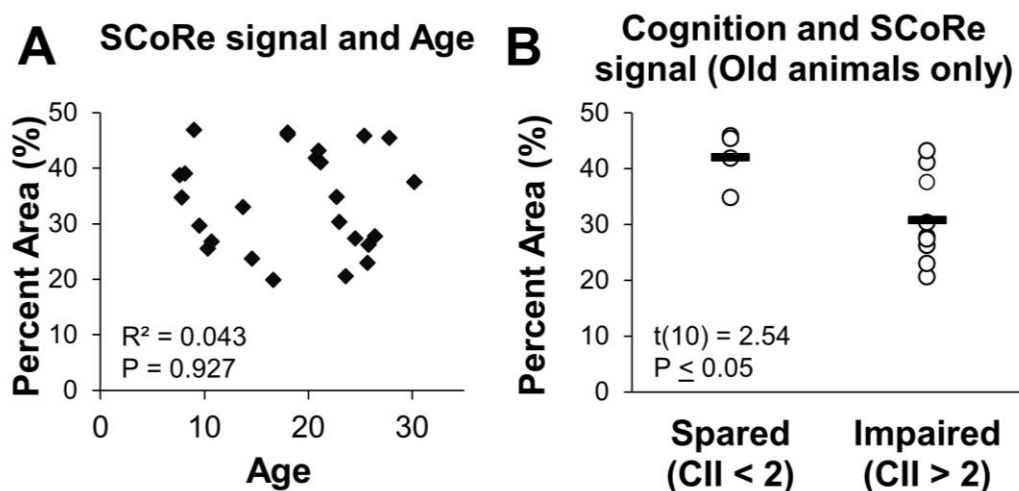 A
SCoRe signal and Age
Percent Area (%)
50
40
30
20
10
0
R² = 0.043
P = 0.927
0 10 20 30
Age
B
Cognition and SCoRe
signal (Old animals only)
Percent Area (%)
50
40
30
20
10
0
t(10) = 2.54
P ≤ 0.05
Spared
(CII < 2)
Impaired
(CII > 2)